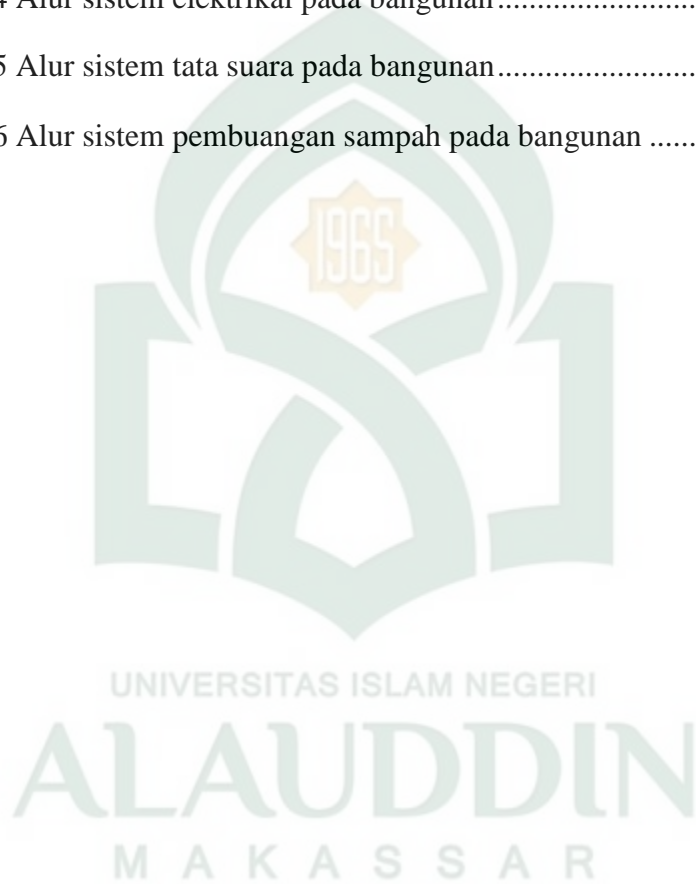 4 Alur sistem elektrikal pada bangunan.......................
5 Alur sistem tata suara pada bangunan.......................
6 Alur sistem pembuangan sampah pada bangunan ......
1965
UNIVERSITAS ISLAM NEGERI
ALAUDDIN
MAKASSAR